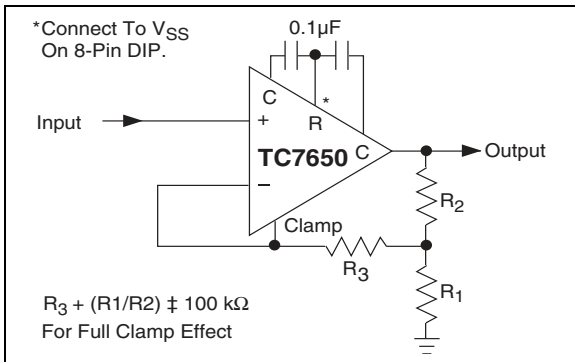 *Connect To VSS
On 8-Pin DIP.
0.1µF
C
*
R
Input
+
TC7650
C
Output
−
R2
Clamp
R3
R1
R3 + (R1/R2) ‡ 100 kΩ
For Full Clamp Effect